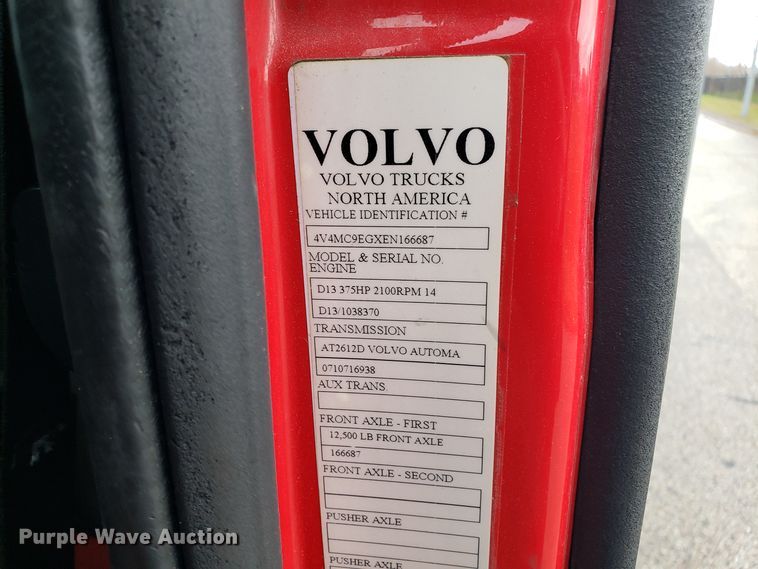 VOLVO
VOLVO TRUCKS
NORTH AMERICA
VEHICLE IDENTIFICATION #
4V4MC9EGXEN166687
MODEL & SERIAL NO.
ENGINE
D13 375HP 2100RPM 14
D13/1038370
TRANSMISSION
AT2612D VOLVO AUTOMA
0710716938
AUX TRANS.
FRONT AXLE - FIRST
12,500 LB FRONT AXLE
166687
FRONT AXLE - SECOND
PUSHER AXLE
PUSHER AXLE
Purple Wave Auction